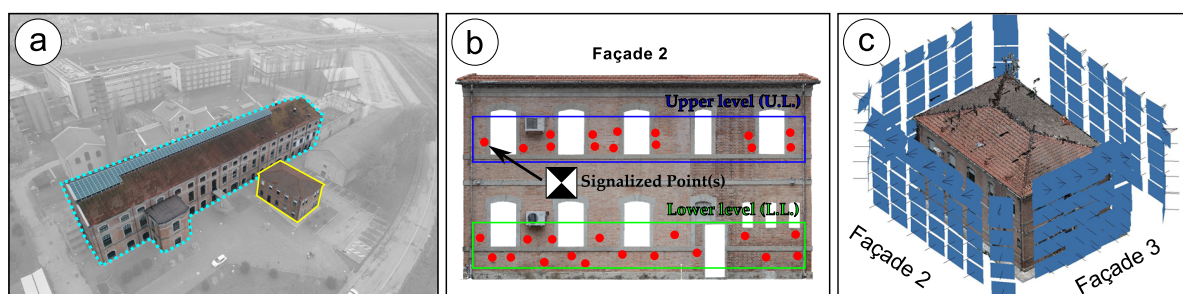 a
b
Façade 2
Upper level (U.L.)
Signalized Point(s)
Lower level (L.L.)
c
Façade 2
Façade 3